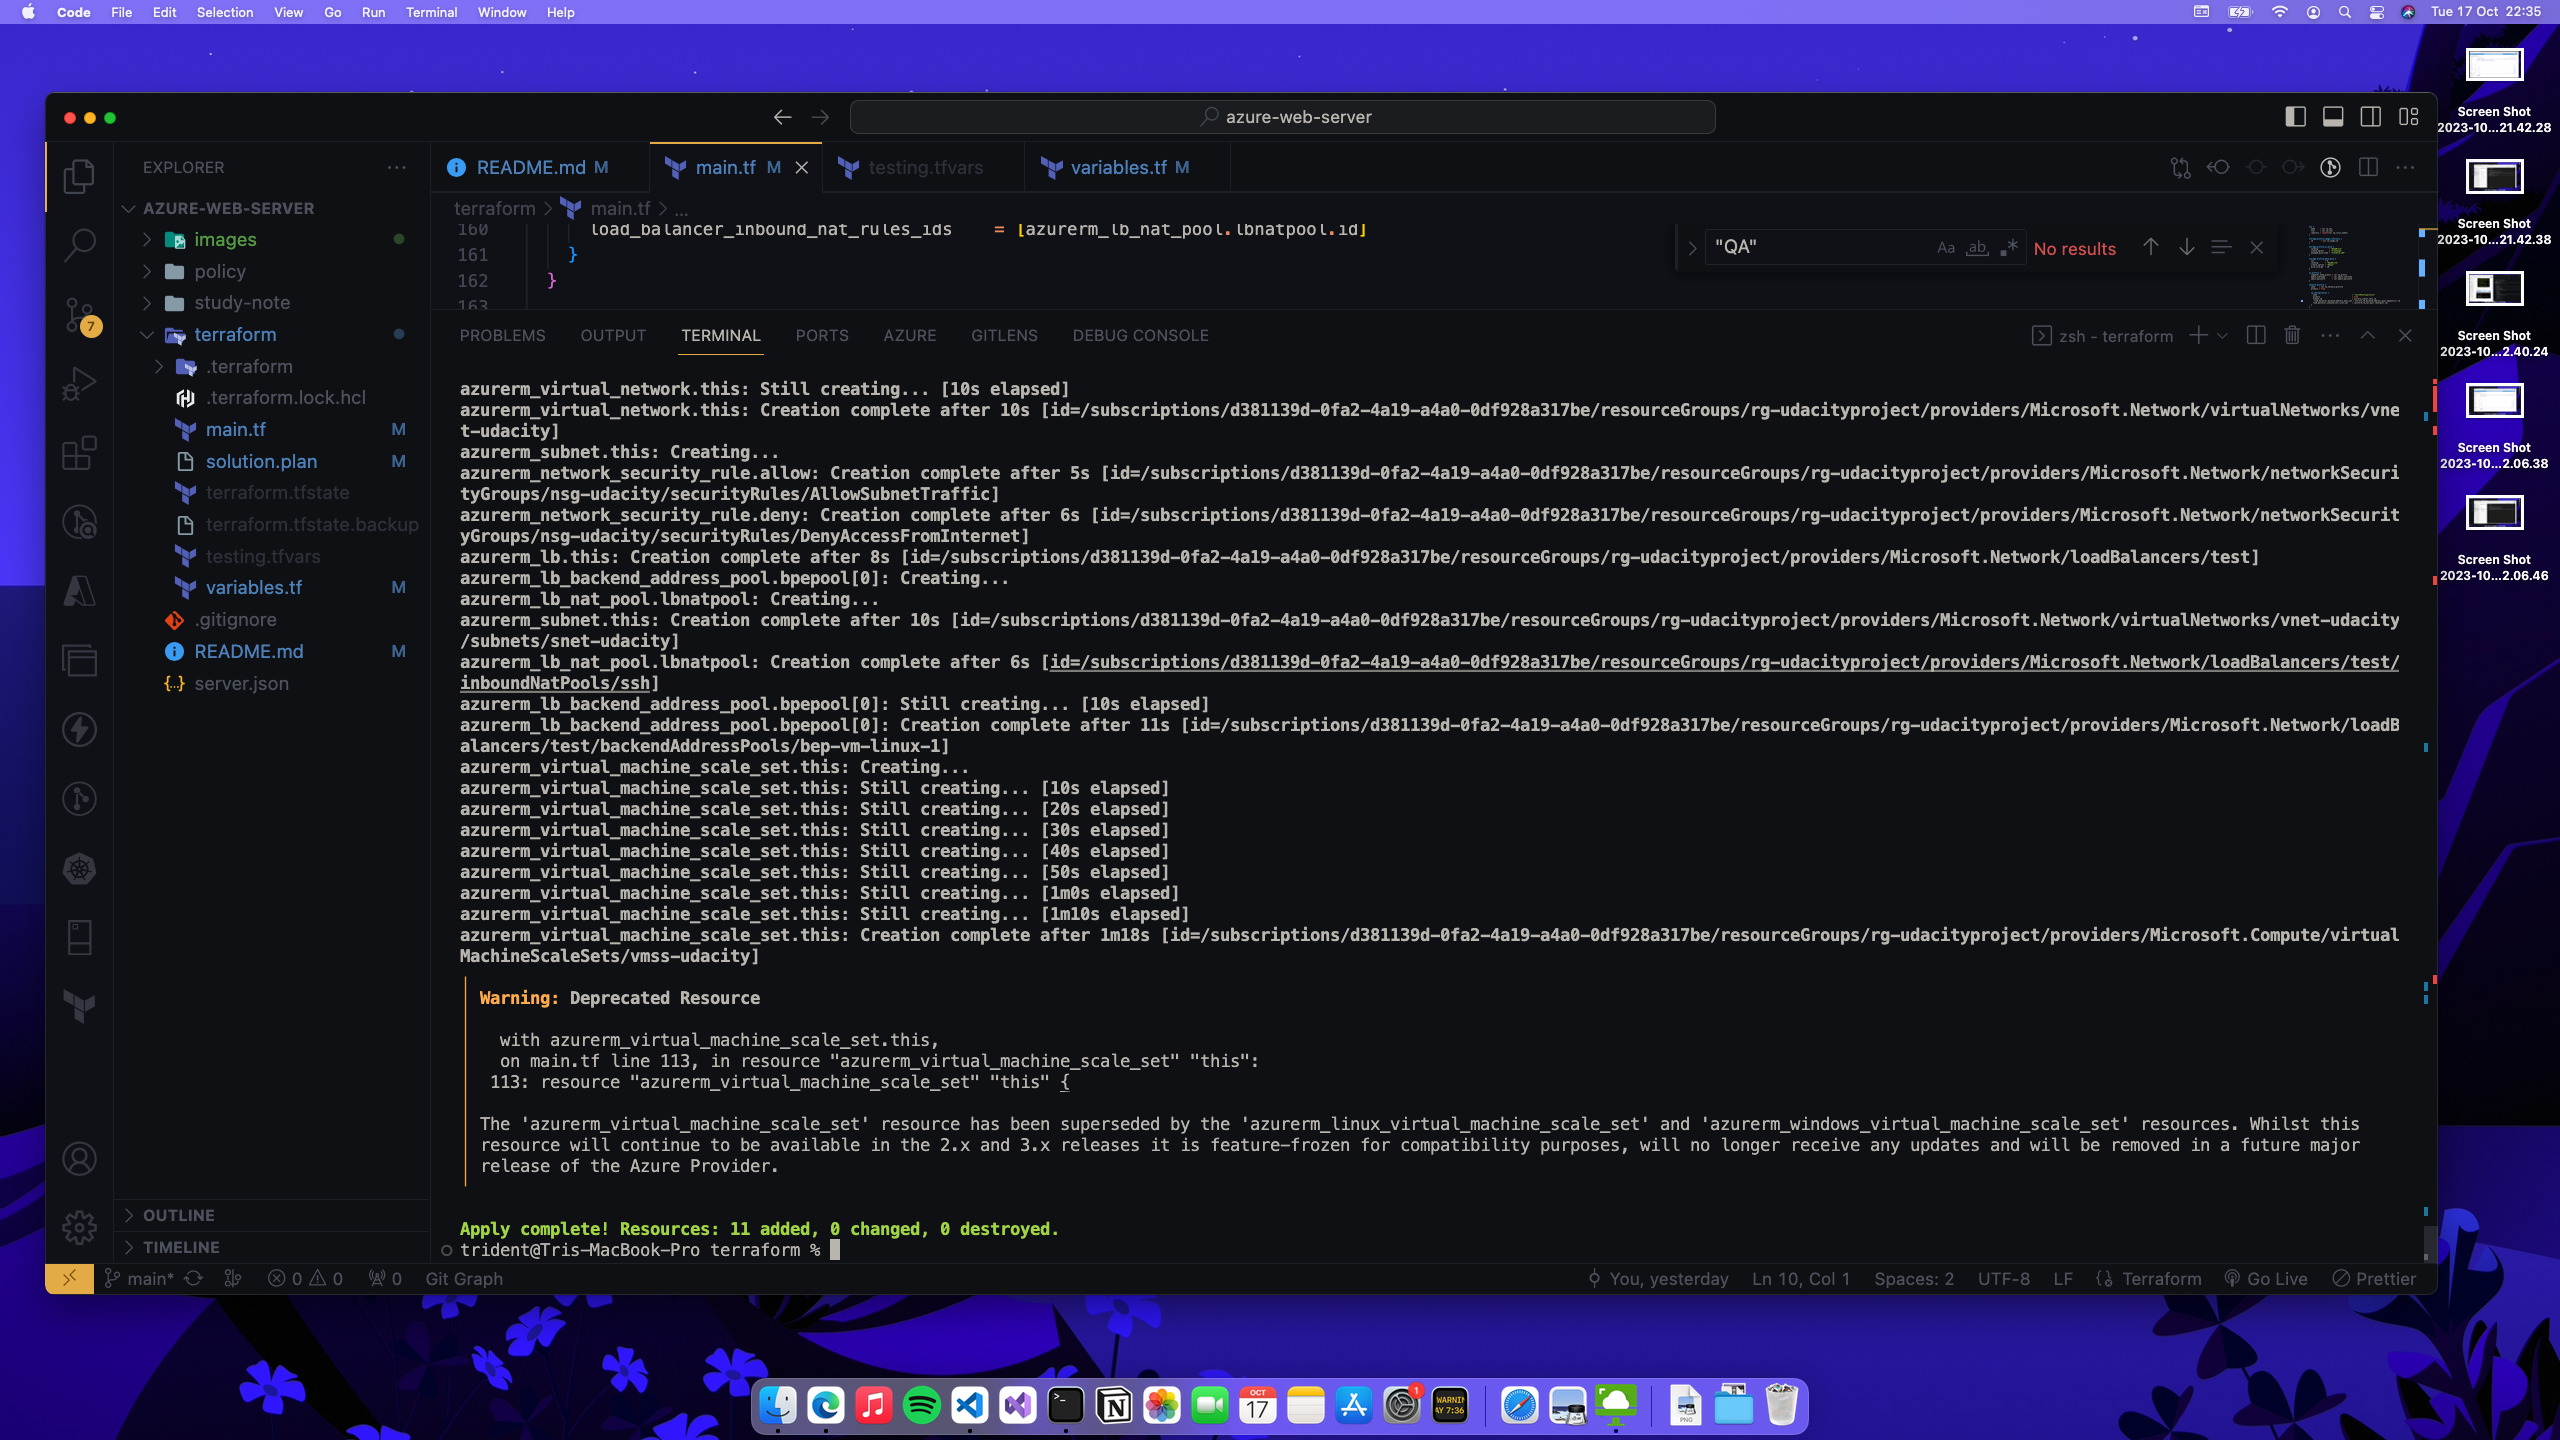 Code File Edit Selection View Go Run Terminal Window Help
Tue 17 Oct 22:35
azure-web-server
EXPLORER
AZURE-WEB-SERVER
images
policy
study-note
terraform
.terraform
.terraform.lock.hcl
main.tf M
solution.plan M
terraform.tfstate
terraform.tfstate.backup
testing.tfvars
variables.tf M
.gitignore
README.md M
server.json
OUTLINE
TIMELINE
7
README.md M
main.tf M
testing.tfvars
variables.tf M
terraform > main.tf > ...
160 load_balancer_inbound_nat_rules_ids = [azurerm_lb_nat_pool.lbnatpool.id]
161 }
162 }
163
"QA"
Aa ab
No results
PROBLEMS OUTPUT TERMINAL PORTS AZURE GITLENS DEBUG CONSOLE
zsh - terraform
azurerm_virtual_network.this: Still creating... [10s elapsed]
azurerm_virtual_network.this: Creation complete after 10s [id=/subscriptions/d381139d-0fa2-4a19-a4a0-0df928a317be/resourceGroups/rg-udacityproject/providers/Microsoft.Network/virtualNetworks/vne
t-udacity]
azurerm_subnet.this: Creating...
azurerm_network_security_rule.allow: Creation complete after 5s [id=/subscriptions/d381139d-0fa2-4a19-a4a0-0df928a317be/resourceGroups/rg-udacityproject/providers/Microsoft.Network/networkSecuri
tyGroups/nsg-udacity/securityRules/AllowSubnetTraffic]
azurerm_network_security_rule.deny: Creation complete after 6s [id=/subscriptions/d381139d-0fa2-4a19-a4a0-0df928a317be/resourceGroups/rg-udacityproject/providers/Microsoft.Network/networkSecurit
yGroups/nsg-udacity/securityRules/DenyAccessFromInternet]
azurerm_lb.this: Creation complete after 8s [id=/subscriptions/d381139d-0fa2-4a19-a4a0-0df928a317be/resourceGroups/rg-udacityproject/providers/Microsoft.Network/loadBalancers/test]
azurerm_lb_backend_address_pool.bpepool[0]: Creating...
azurerm_lb_nat_pool.lbnatpool: Creating...
azurerm_subnet.this: Creation complete after 10s [id=/subscriptions/d381139d-0fa2-4a19-a4a0-0df928a317be/resourceGroups/rg-udacityproject/providers/Microsoft.Network/virtualNetworks/vnet-udacity
/subnets/snet-udacity]
azurerm_lb_nat_pool.lbnatpool: Creation complete after 6s [id=/subscriptions/d381139d-0fa2-4a19-a4a0-0df928a317be/resourceGroups/rg-udacityproject/providers/Microsoft.Network/loadBalancers/test/
inboundNatPools/ssh]
azurerm_lb_backend_address_pool.bpepool[0]: Still creating... [10s elapsed]
azurerm_lb_backend_address_pool.bpepool[0]: Creation complete after 11s [id=/subscriptions/d381139d-0fa2-4a19-a4a0-0df928a317be/resourceGroups/rg-udacityproject/providers/Microsoft.Network/loadB
alancers/test/backendAddressPools/bep-vm-linux-1]
azurerm_virtual_machine_scale_set.this: Creating...
azurerm_virtual_machine_scale_set.this: Still creating... [10s elapsed]
azurerm_virtual_machine_scale_set.this: Still creating... [20s elapsed]
azurerm_virtual_machine_scale_set.this: Still creating... [30s elapsed]
azurerm_virtual_machine_scale_set.this: Still creating... [40s elapsed]
azurerm_virtual_machine_scale_set.this: Still creating... [50s elapsed]
azurerm_virtual_machine_scale_set.this: Still creating... [1m0s elapsed]
azurerm_virtual_machine_scale_set.this: Still creating... [1m10s elapsed]
azurerm_virtual_machine_scale_set.this: Creation complete after 1m18s [id=/subscriptions/d381139d-0fa2-4a19-a4a0-0df928a317be/resourceGroups/rg-udacityproject/providers/Microsoft.Compute/virtual
MachineScaleSets/vmss-udacity]
Warning: Deprecated Resource
with azurerm_virtual_machine_scale_set.this,
on main.tf line 113, in resource "azurerm_virtual_machine_scale_set" "this":
113: resource "azurerm_virtual_machine_scale_set" "this" {
The 'azurerm_virtual_machine_scale_set' resource has been superseded by the 'azurerm_linux_virtual_machine_scale_set' and 'azurerm_windows_virtual_machine_scale_set' resources. Whilst this
resource will continue to be available in the 2.x and 3.x releases it is feature-frozen for compatibility purposes, will no longer receive any updates and will be removed in a future major
release of the Azure Provider.
Apply complete! Resources: 11 added, 0 changed, 0 destroyed.
trident@Tris-MacBook-Pro terraform %
main* 0 0 0 Git Graph
You, yesterday Ln 10, Col 1 Spaces: 2 UTF-8 LF Terraform Go Live Prettier
Screen Shot
2023-10...21.42.28
Screen Shot
2023-10...21.42.38
Screen Shot
2023-10...2.40.24
Screen Shot
2023-10...2.06.38
Screen Shot
2023-10...2.06.46
OCT
17
1
WARNIN
AY 7:36
PNG